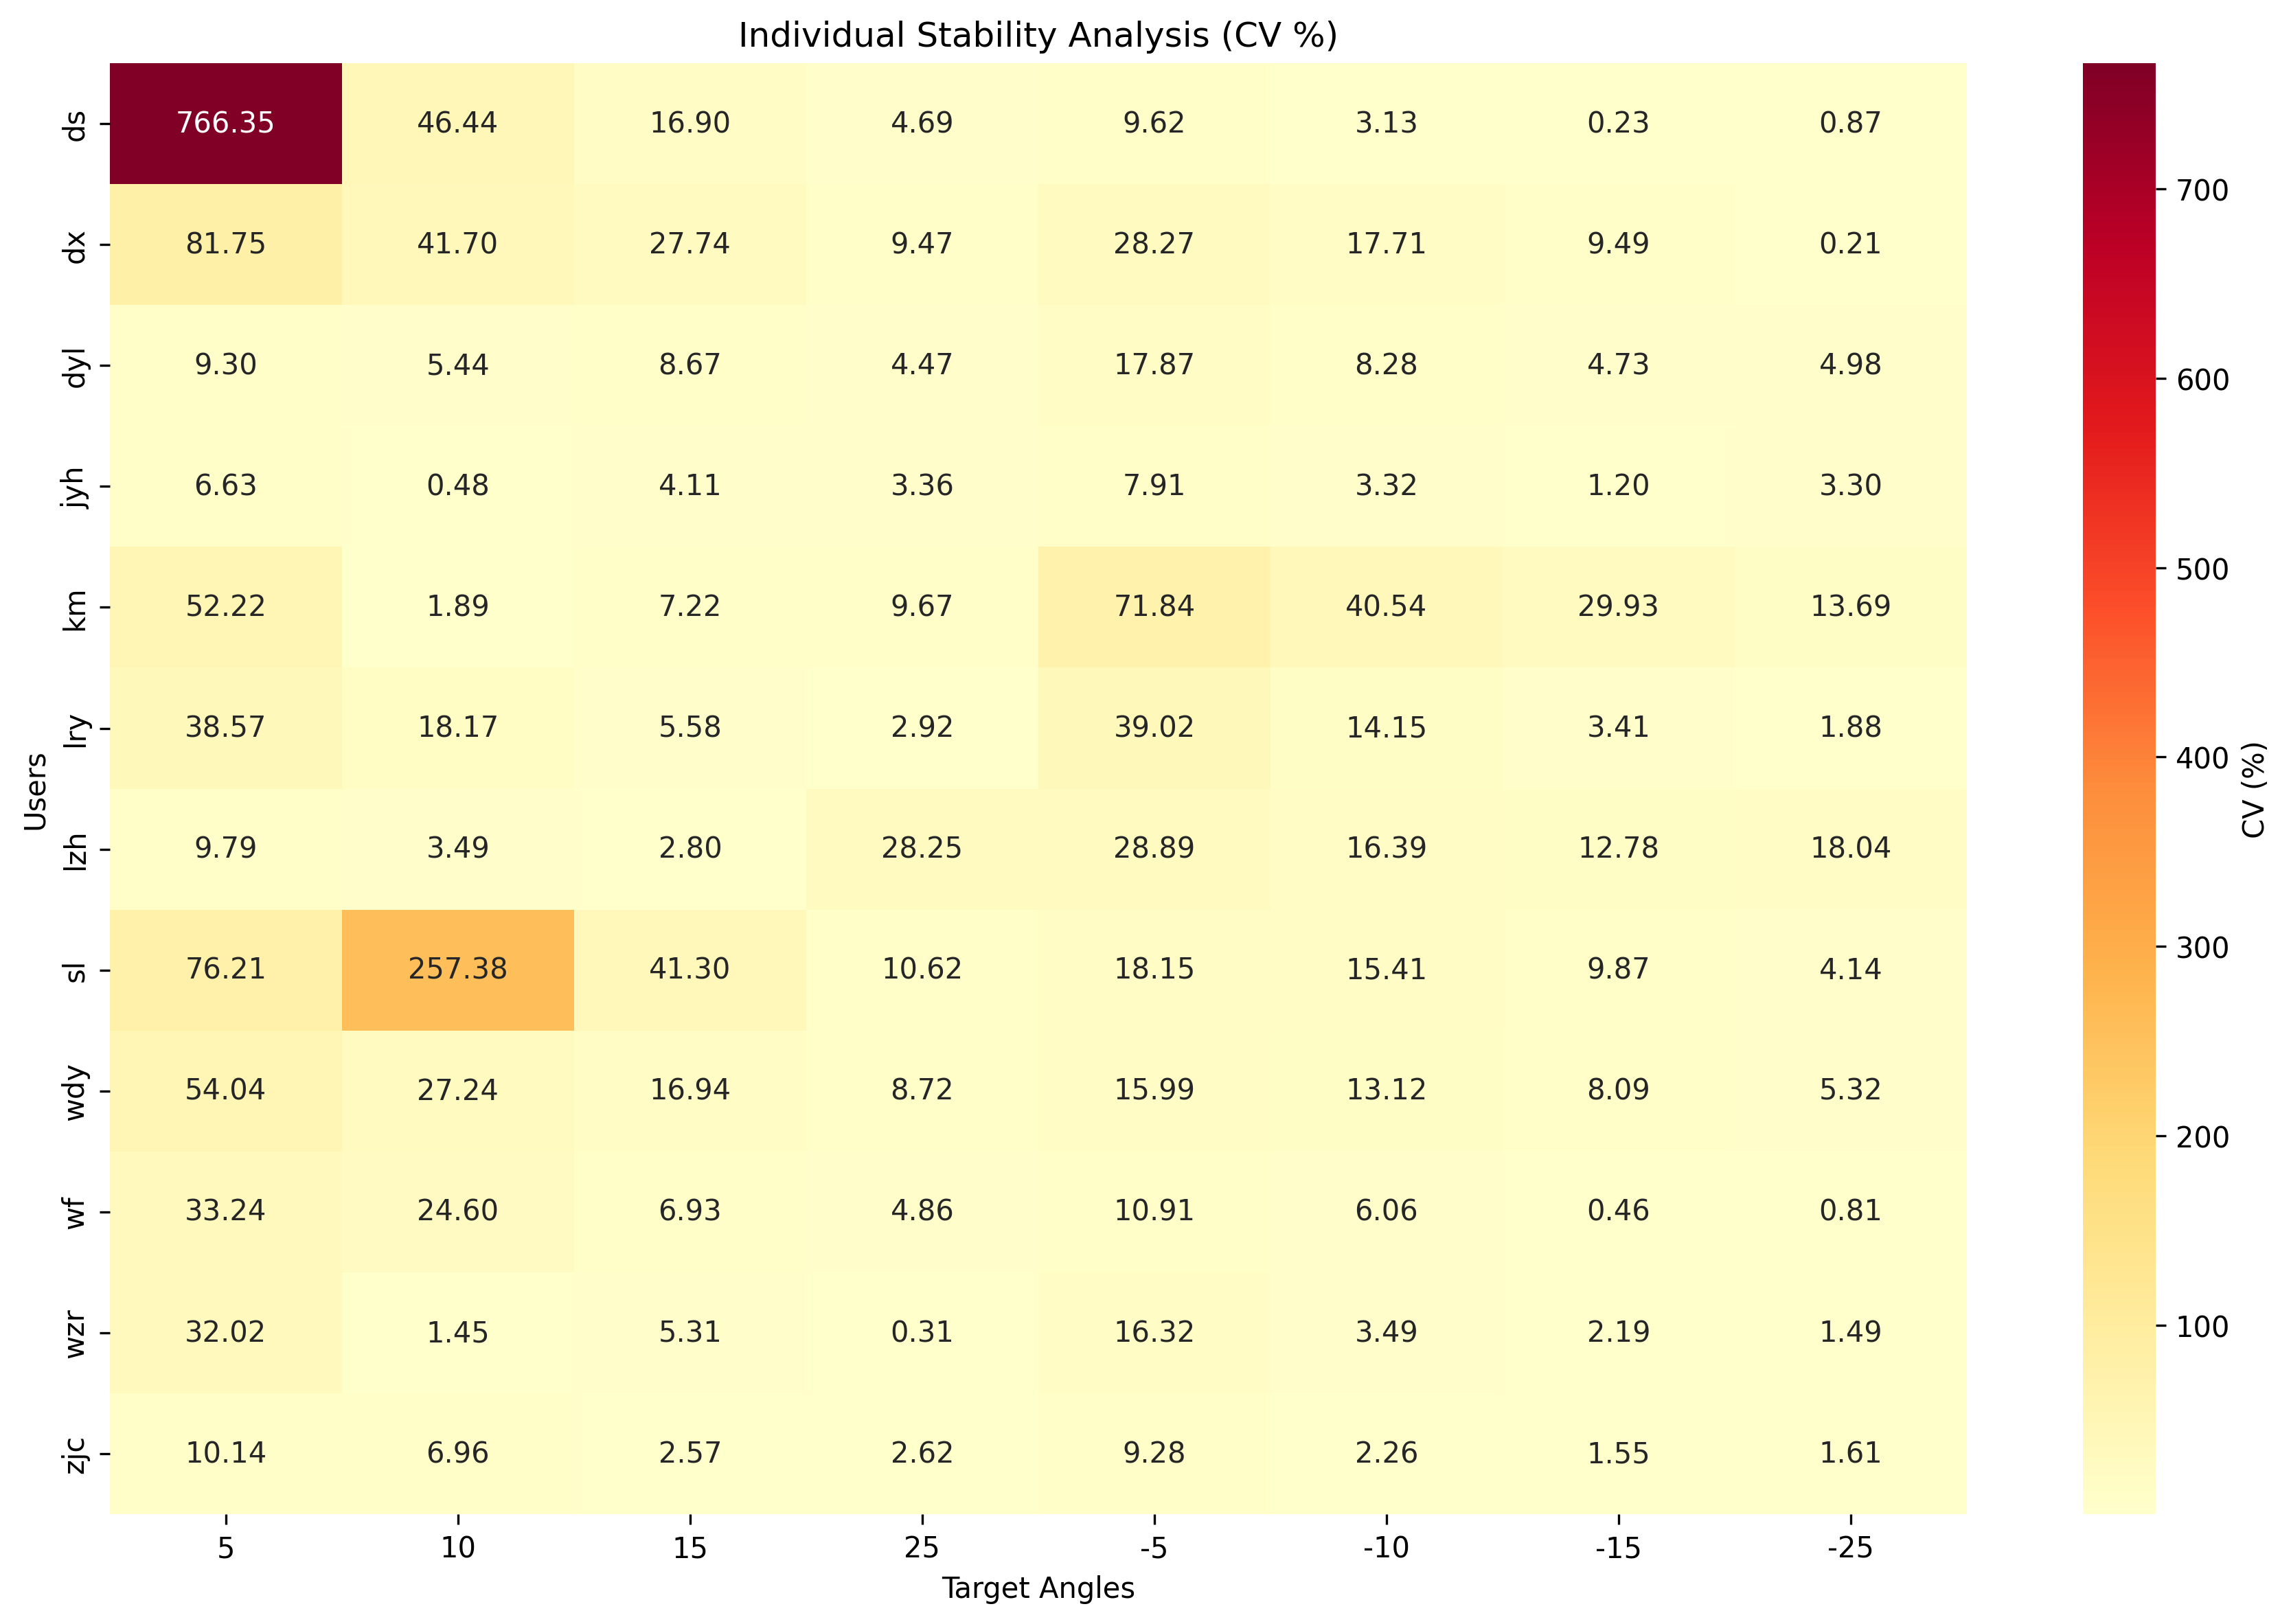 Individual Stability Analysis (CV %)
Users
ds 766.35 46.44 16.90 4.69 9.62 3.13 0.23 0.87
dx 81.75 41.70 27.74 9.47 28.27 17.71 9.49 0.21
dyl 9.30 5.44 8.67 4.47 17.87 8.28 4.73 4.98
jyh 6.63 0.48 4.11 3.36 7.91 3.32 1.20 3.30
km 52.22 1.89 7.22 9.67 71.84 40.54 29.93 13.69
lry 38.57 18.17 5.58 2.92 39.02 14.15 3.41 1.88
lzh 9.79 3.49 2.80 28.25 28.89 16.39 12.78 18.04
sl 76.21 257.38 41.30 10.62 18.15 15.41 9.87 4.14
wdy 54.04 27.24 16.94 8.72 15.99 13.12 8.09 5.32
wf 33.24 24.60 6.93 4.86 10.91 6.06 0.46 0.81
wzr 32.02 1.45 5.31 0.31 16.32 3.49 2.19 1.49
zjc 10.14 6.96 2.57 2.62 9.28 2.26 1.55 1.61
5 10 15 25 -5 -10 -15 -25
Target Angles
700
600
500
400
300
200
100
CV (%)